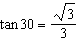 tan 30 = √3/3